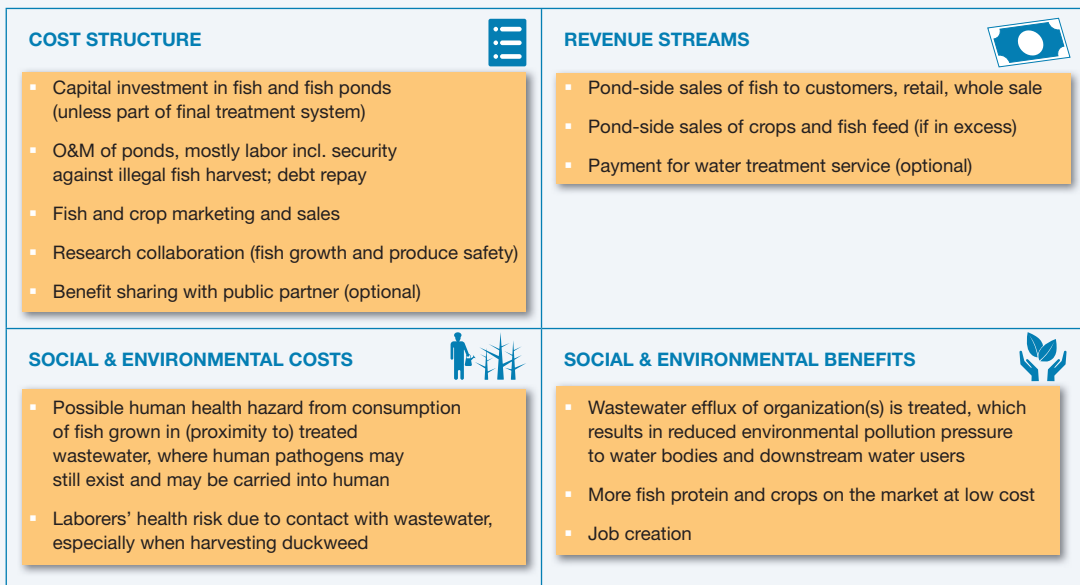 COST STRUCTURE
Capital investment in fish and fish ponds
(unless part of final treatment system)
O&M of ponds, mostly labor incl. security
against illegal fish harvest; debt repay
Fish and crop marketing and sales
Research collaboration (fish growth and produce safety)
Benefit sharing with public partner (optional)
REVENUE STREAMS
Pond-side sales of fish to customers, retail, whole sale
Pond-side sales of crops and fish feed (if in excess)
Payment for water treatment service (optional)
SOCIAL & ENVIRONMENTAL COSTS
Possible human health hazard from consumption
of fish grown in (proximity to) treated
wastewater, where human pathogens may
still exist and may be carried into human
Laborers’ health risk due to contact with wastewater,
especially when harvesting duckweed
SOCIAL & ENVIRONMENTAL BENEFITS
Wastewater efflux of organization(s) is treated, which
results in reduced environmental pollution pressure
to water bodies and downstream water users
More fish protein and crops on the market at low cost
Job creation